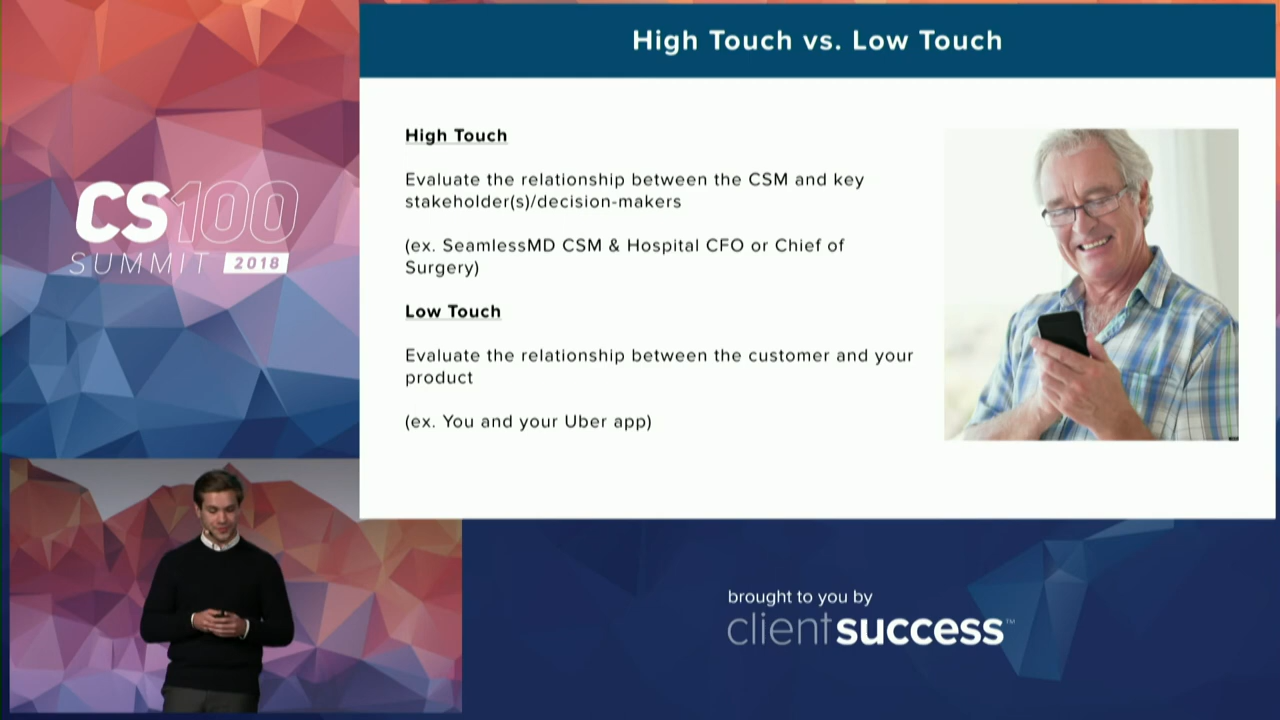 High Touch vs. Low Touch
High Touch
Evaluate the relationship between the CSM and key
stakeholder(s)/decision-makers
(ex. SeamlessMD CSM & Hospital CFO or Chief of
Surgery)
Low Touch
Evaluate the relationship between the customer and your
product
(ex. You and your Uber app)
CS100
SUMMIT 2018
brought to you by
clientsuccess™